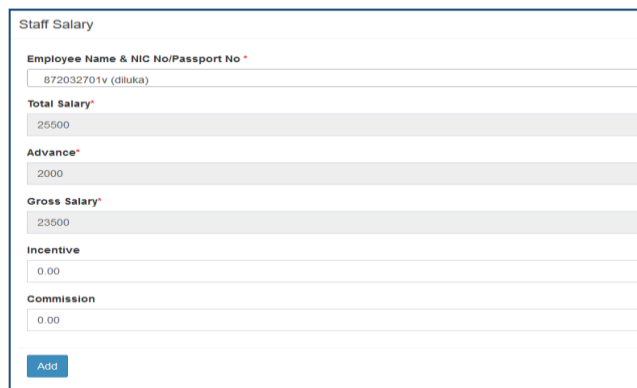 Staff Salary
Employee Name & NIC No/Passport No *
872032701v (diluka)
Total Salary*
25500
Advance*
2000
Gross Salary*
23500
Incentive
0.00
Commission
0.00
Add